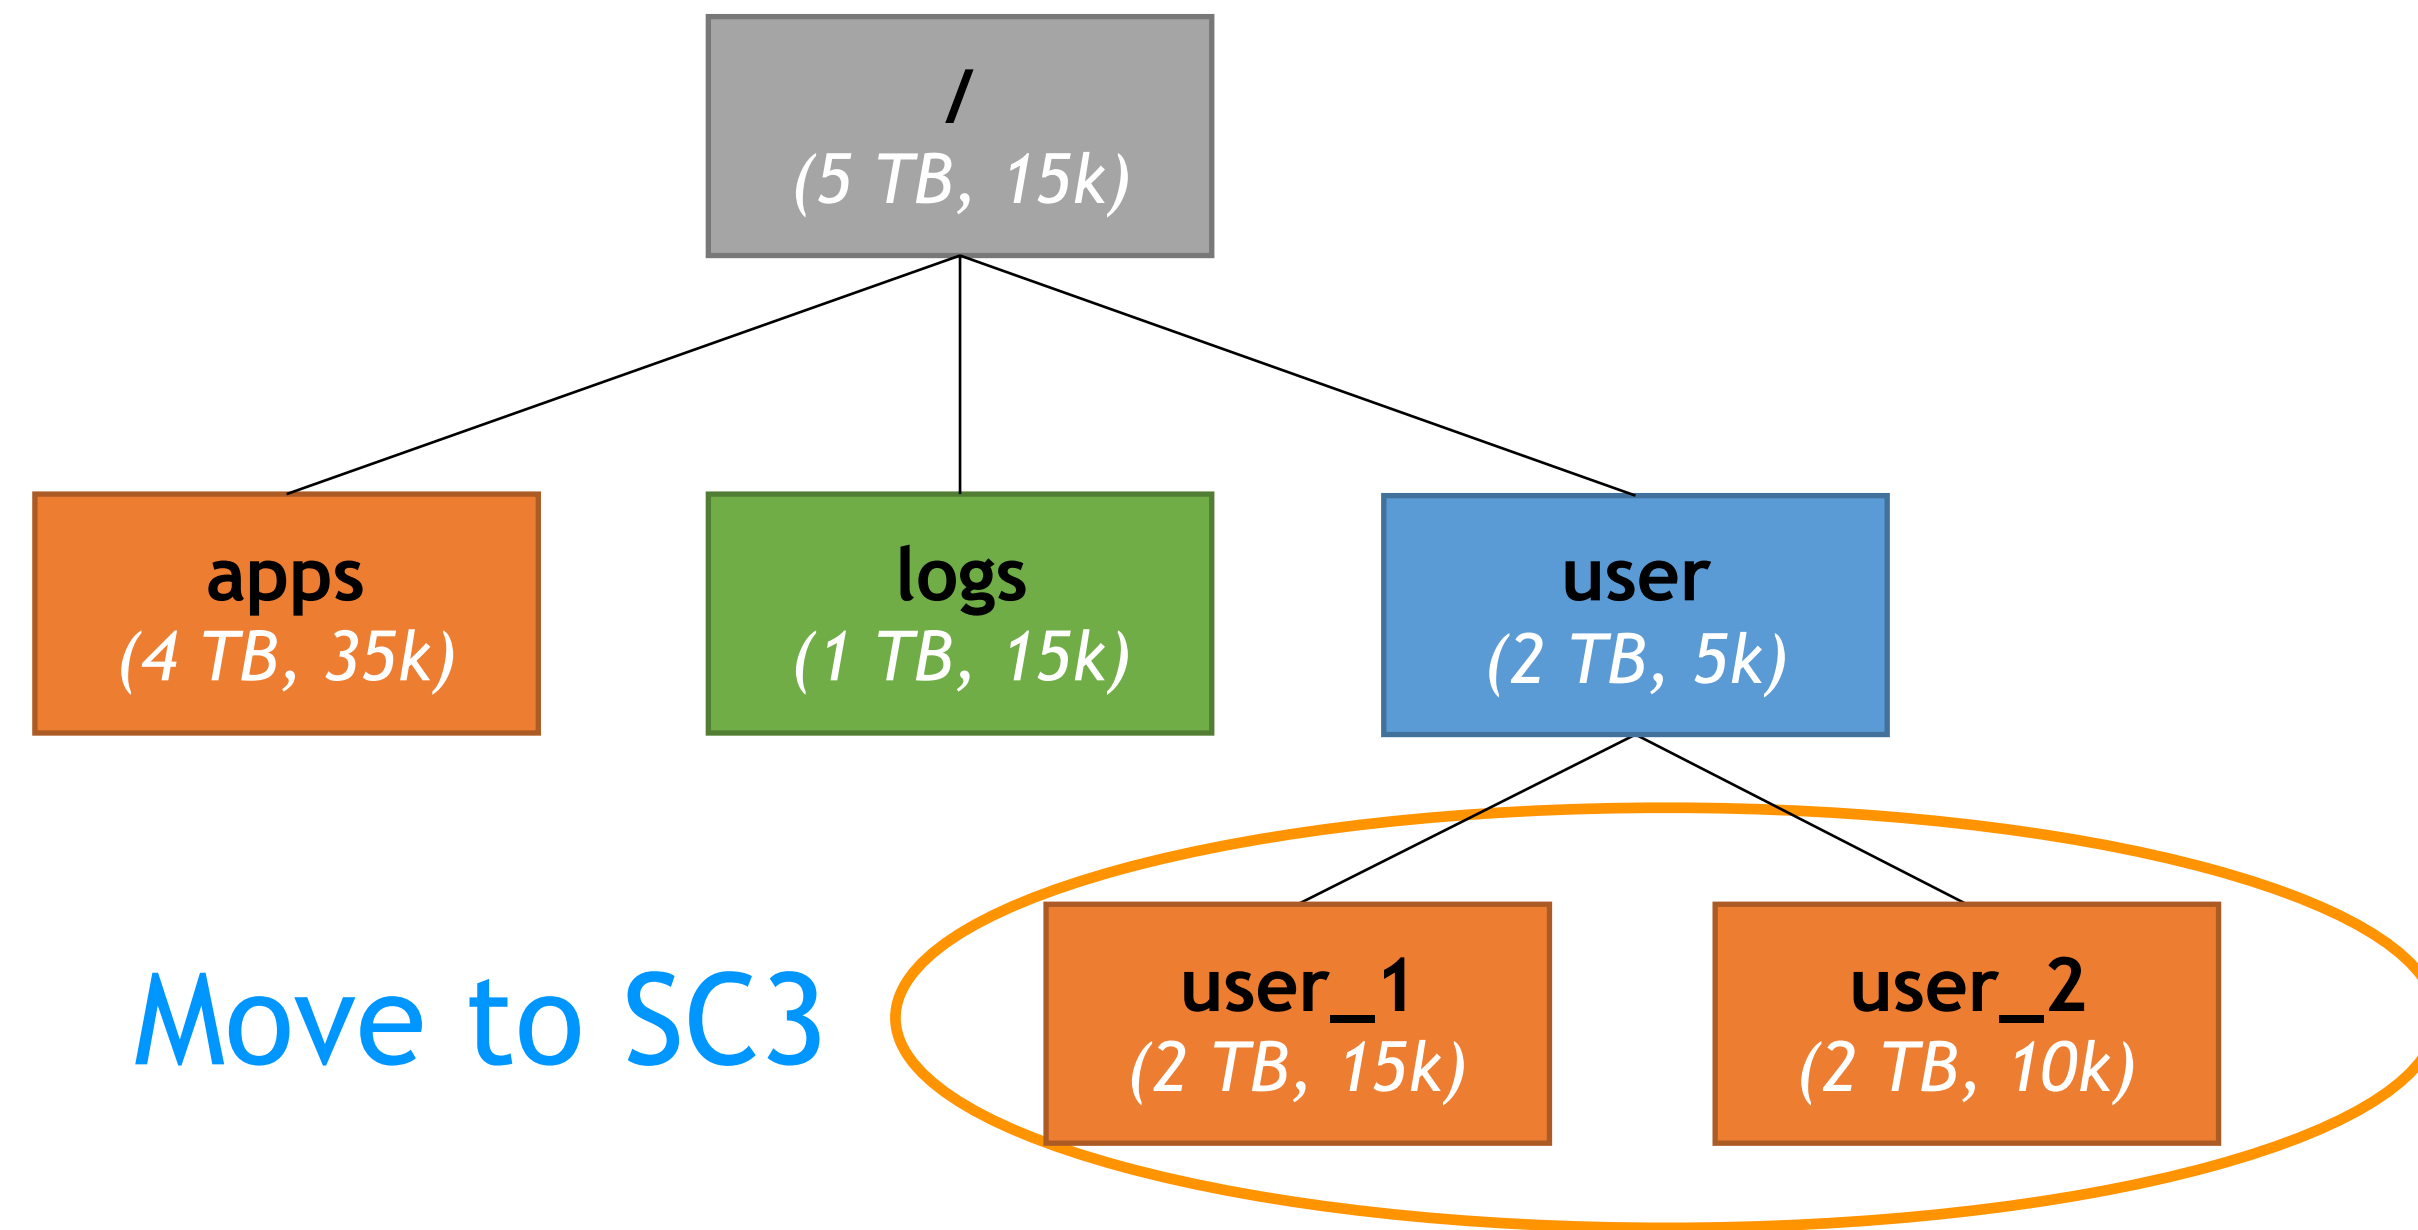 /
(5 TB, 15k)
apps
(4 TB, 35k)
logs
(1 TB, 15k)
user
(2 TB, 5k)
Move to SC3
user_1
(2 TB, 15k)
user_2
(2 TB, 10k)